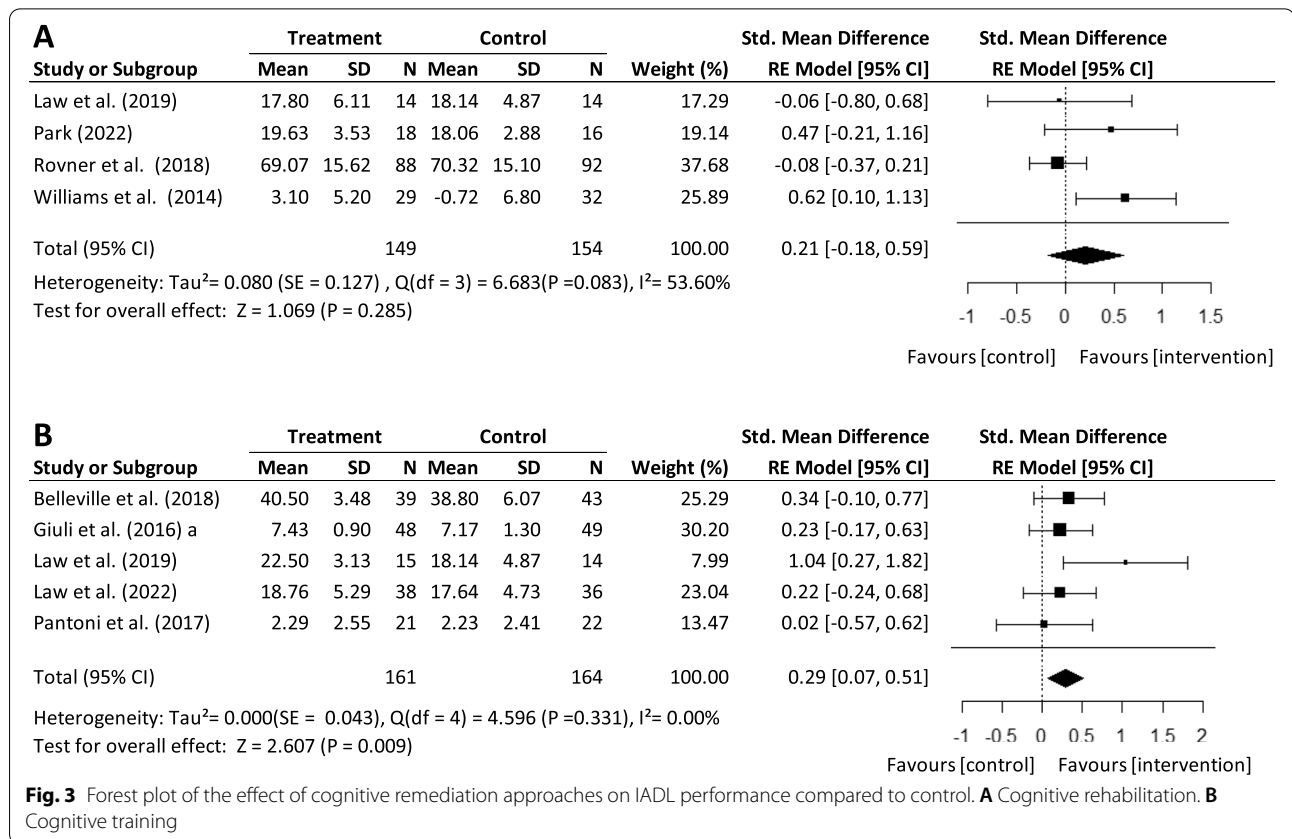 A
Treatment Control Std. Mean Difference Std. Mean Difference
Study or Subgroup Mean SD N Mean SD N Weight (%) RE Model [95% CI] RE Model [95% CI]
Law et al. (2019) 17.80 6.11 14 18.14 4.87 14 17.29 -0.06 [-0.80, 0.68]
Park (2022) 19.63 3.53 18 18.06 2.88 16 19.14 0.47 [-0.21, 1.16]
Rovner et al. (2018) 69.07 15.62 88 70.32 15.10 92 37.68 -0.08 [-0.37, 0.21]
Williams et al. (2014) 3.10 5.20 29 -0.72 6.80 32 25.89 0.62 [0.10, 1.13]
Total (95% CI) 149 154 100.00 0.21 [-0.18, 0.59]
Heterogeneity: Tau²= 0.080 (SE = 0.127) , Q(df = 3) = 6.683(P =0.083), I²= 53.60%
Test for overall effect: Z = 1.069 (P = 0.285)
-1 -0.5 0 0.5 1 1.5
Favours [control] Favours [intervention]
B
Treatment Control Std. Mean Difference Std. Mean Difference
Study or Subgroup Mean SD N Mean SD N Weight (%) RE Model [95% CI] RE Model [95% CI]
Belleville et al. (2018) 40.50 3.48 39 38.80 6.07 43 25.29 0.34 [-0.10, 0.77]
Giuli et al. (2016) a 7.43 0.90 48 7.17 1.30 49 30.20 0.23 [-0.17, 0.63]
Law et al. (2019) 22.50 3.13 15 18.14 4.87 14 7.99 1.04 [0.27, 1.82]
Law et al. (2022) 18.76 5.29 38 17.64 4.73 36 23.04 0.22 [-0.24, 0.68]
Pantoni et al. (2017) 2.29 2.55 21 2.23 2.41 22 13.47 0.02 [-0.57, 0.62]
Total (95% CI) 161 164 100.00 0.29 [0.07, 0.51]
Heterogeneity: Tau²= 0.000(SE = 0.043), Q(df = 4) = 4.596 (P =0.331), I²= 0.00%
Test for overall effect: Z = 2.607 (P = 0.009)
-1 -0.5 0 0.5 1 1.5 2
Favours [control] Favours [intervention]
Fig. 3 Forest plot of the effect of cognitive remediation approaches on IADL performance compared to control. A Cognitive rehabilitation. B
Cognitive training